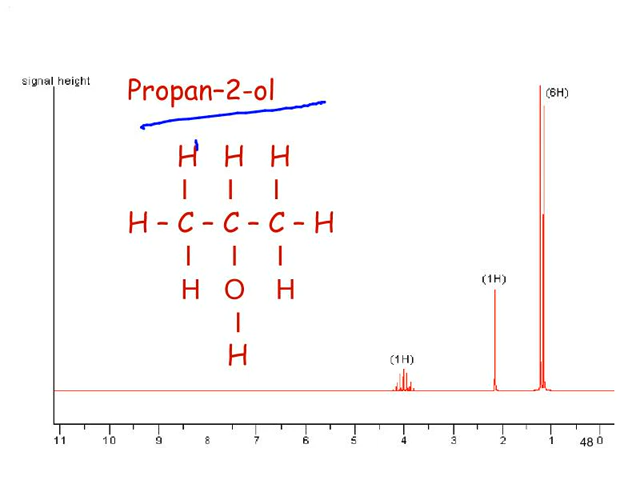 signal height
Propan-2-ol
(6H)
H H H
I I I
H - C - C - C - H
I I I
H O H
I
H
(1H)
(1H)
11 10 9 8 7 6 5 4 3 2 1 48 0